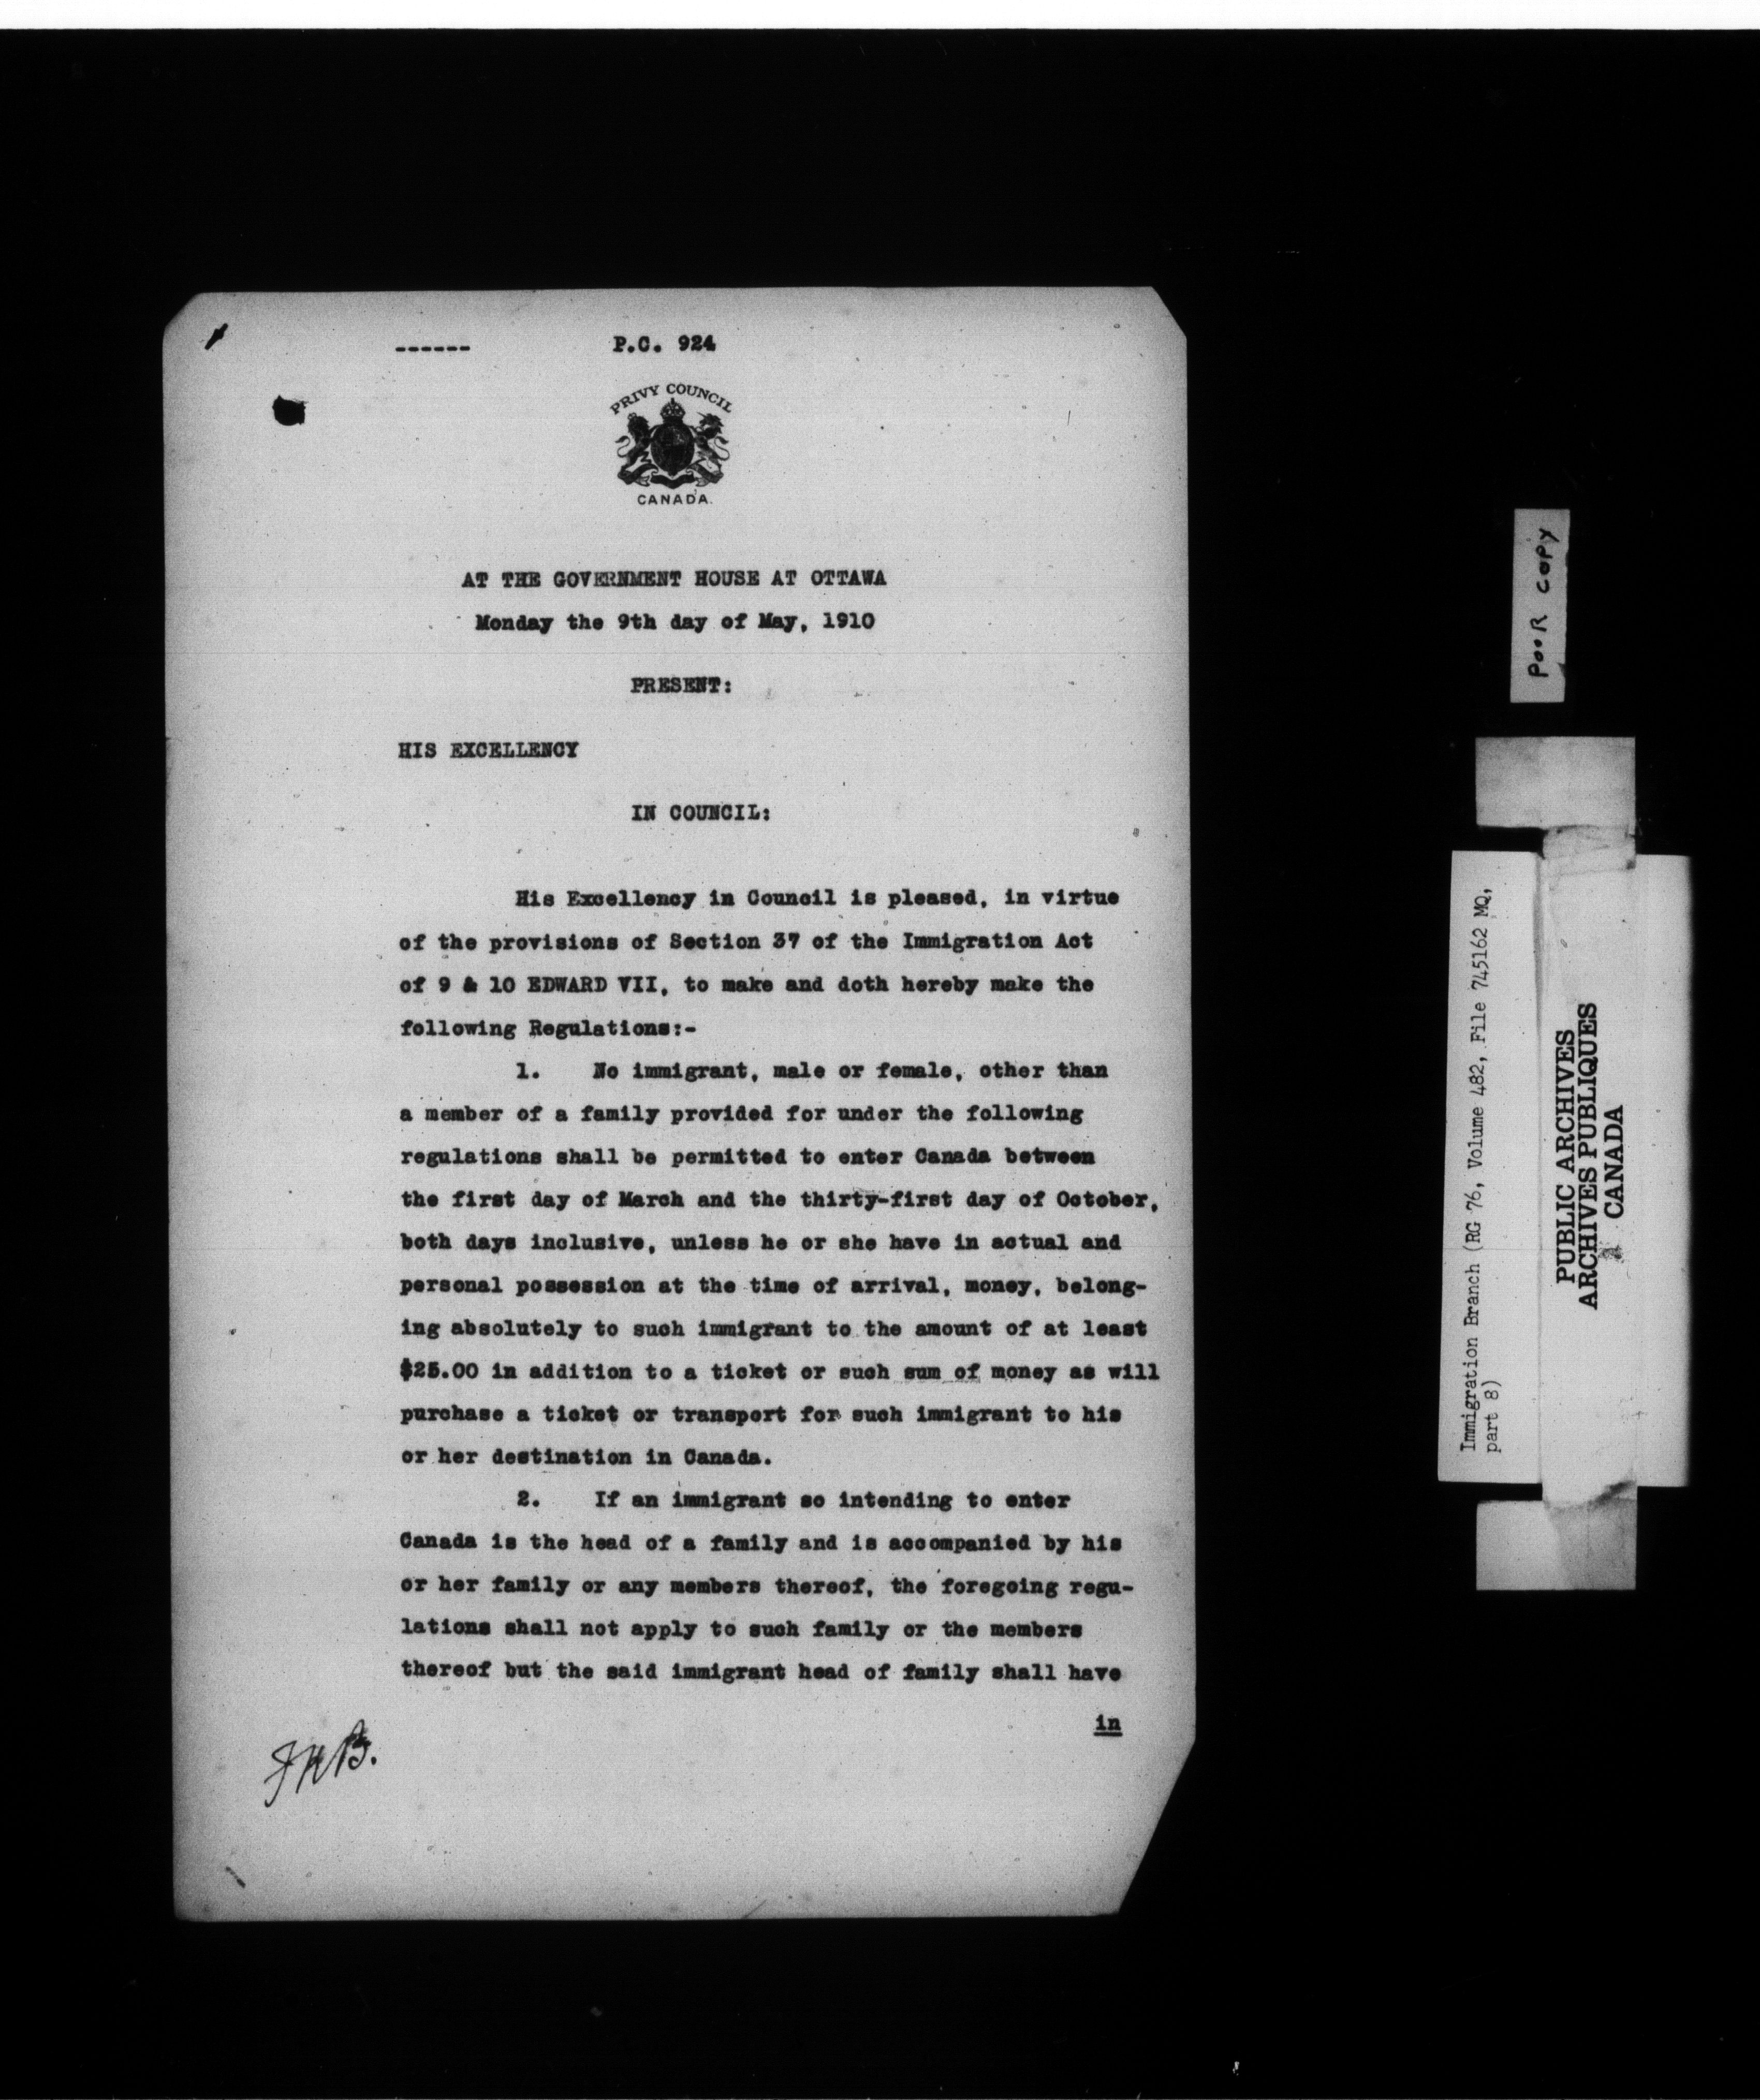 ------ P.C. 924
PRIVY COUNCIL
CANADA.
AT THE GOVERNMENT HOUSE AT OTTAWA
Monday the 9th day of May, 1910
PRESENT:
HIS EXCELLENCY
IN COUNCIL:
His Excellency in Council is pleased, in virtue
of the provisions of Section 37 of the Immigration Act
of 9 & 10 EDWARD VII, to make and doth hereby make the
following Regulations:-
1. No immigrant, male or female, other than
a member of a family provided for under the following
regulations shall be permitted to enter Canada between
the first day of March and the thirty-first day of October,
both days inclusive, unless he or she have in actual and
personal possession at the time of arrival, money, belong-
ing absolutely to such immigrant to the amount of at least
$25.00 in addition to a ticket or such sum of money as will
purchase a ticket or transport for such immigrant to his
or her destination in Canada.
2. If an immigrant so intending to enter
Canada is the head of a family and is accompanied by his
or her family or any members thereof, the foregoing regu-
lations shall not apply to such family or the members
thereof but the said immigrant head of family shall have
in
POOR COPY
Immigration Branch (RG 76, Volume 482, File 745162 MQ,
part 8)
PUBLIC ARCHIVES
ARCHIVES PUBLIQUES
CANADA